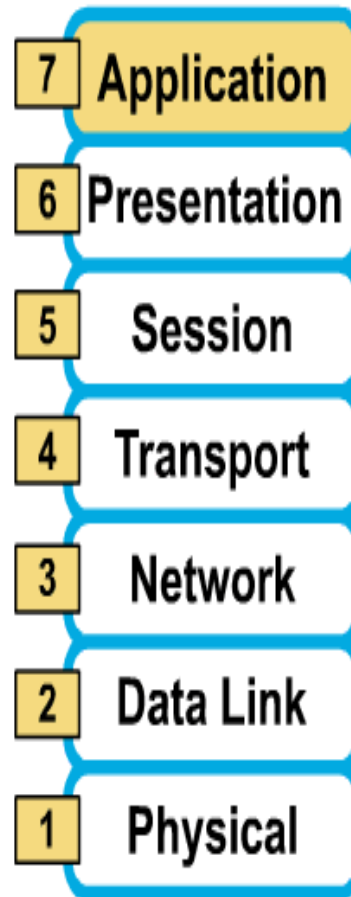 7 Application
6 Presentation
5 Session
4 Transport
3 Network
2 Data Link
1 Physical